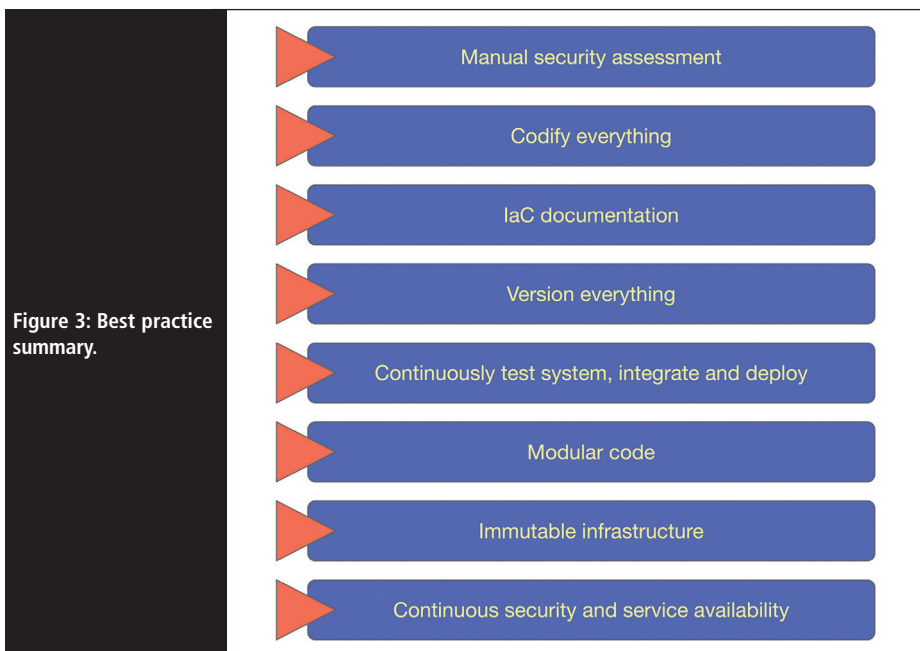 Figure 3: Best practice
summary.
Manual security assessment
Codify everything
IaC documentation
Version everything
Continuously test system, integrate and deploy
Modular code
Immutable infrastructure
Continuous security and service availability